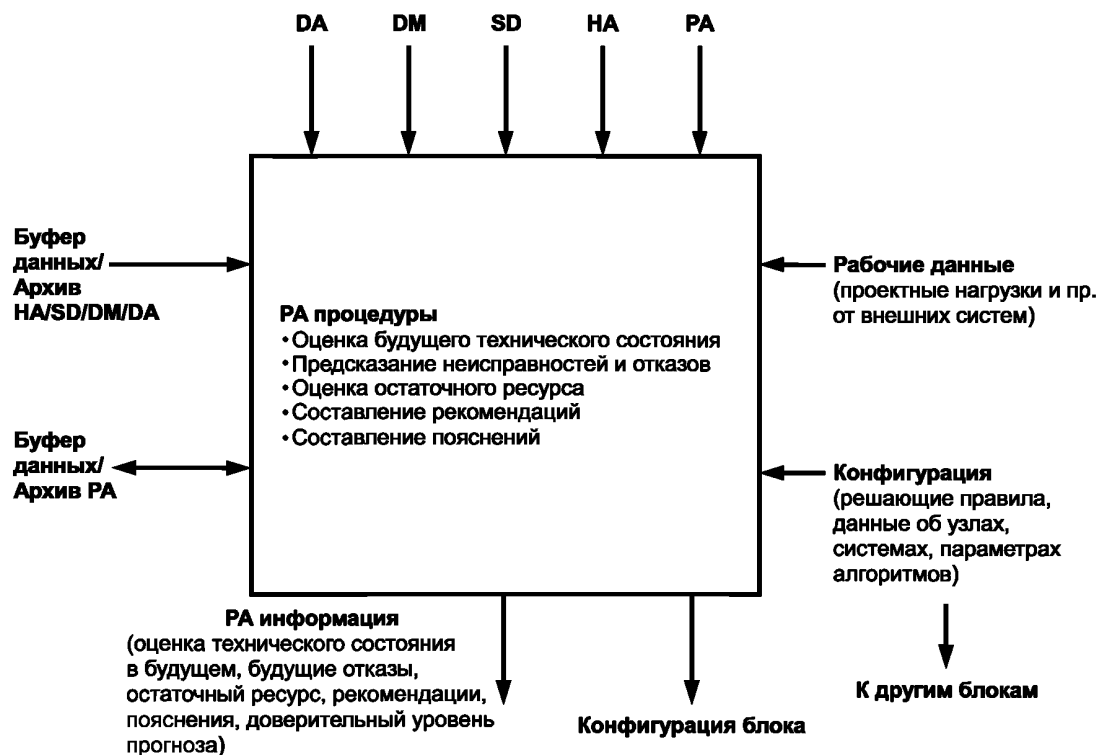 DA DM SD HA PA
Буфер
данных/
Архив
HA/SD/DM/DA
Рабочие данные
(проектные нагрузки и пр.
от внешних систем)
PA процедуры
•Оценка будущего технического состояния
•Предсказание неисправностей и отказов
•Оценка остаточного ресурса
•Составление рекомендаций
•Составление пояснений
Буфер
данных/
Архив PA
Конфигурация
(решающие правила,
данные об узлах,
системах, параметрах
алгоритмов)
PA информация
(оценка технического состояния
в будущем, будущие отказы,
остаточный ресурс, рекомендации,
пояснения, доверительный уровень
прогноза)
Конфигурация блока
К другим блокам